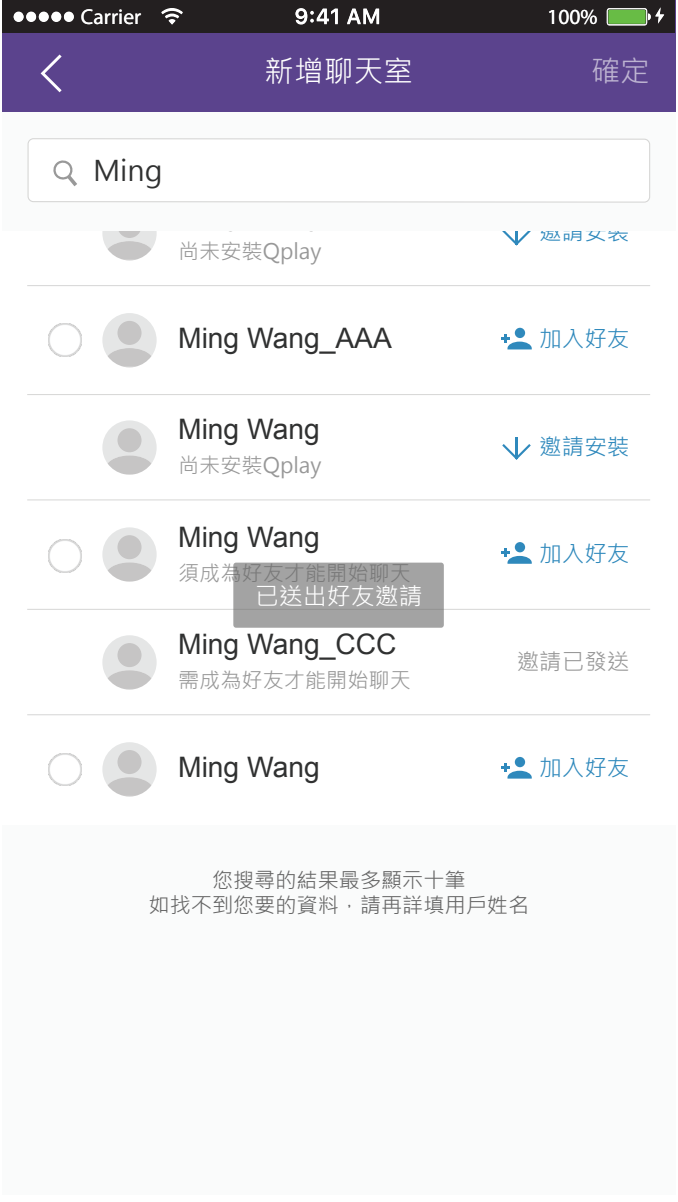 Carrier 9:41 AM 100%
新增聊天室 確定
Ming
尚未安裝Qplay 邀請安裝
Ming Wang_AAA 加入好友
Ming Wang 邀請安裝
尚未安裝Qplay
Ming Wang 加入好友
須成為好友才能開始聊天
已送出好友邀請
Ming Wang_CCC 邀請已發送
需成為好友才能開始聊天
Ming Wang 加入好友
您搜尋的結果最多顯示十筆
如找不到您要的資料，請再詳填用戶姓名